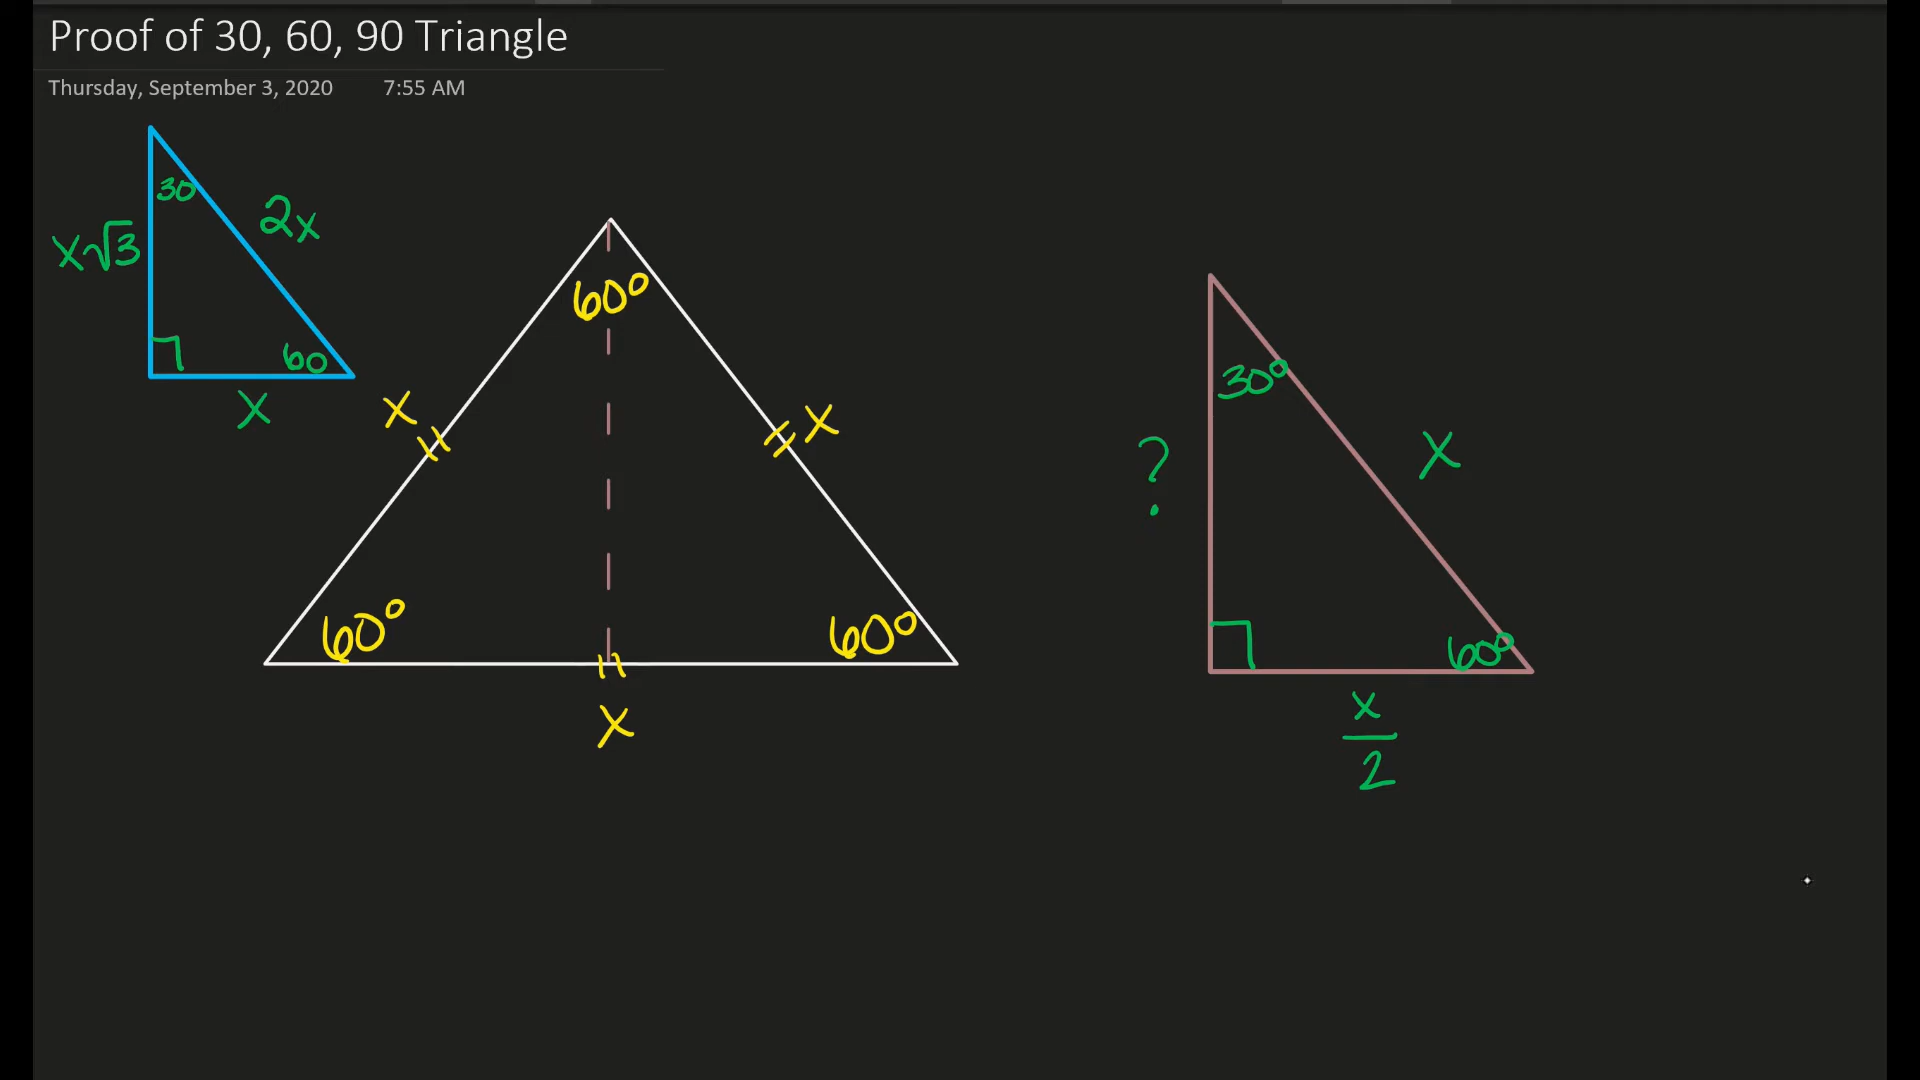 Proof of 30, 60, 90 Triangle
Thursday, September 3, 2020 7:55 AM
30
2x
x√3
60
x
60°
x
x
60°
60°
x
30°
?
x
60°
x
2